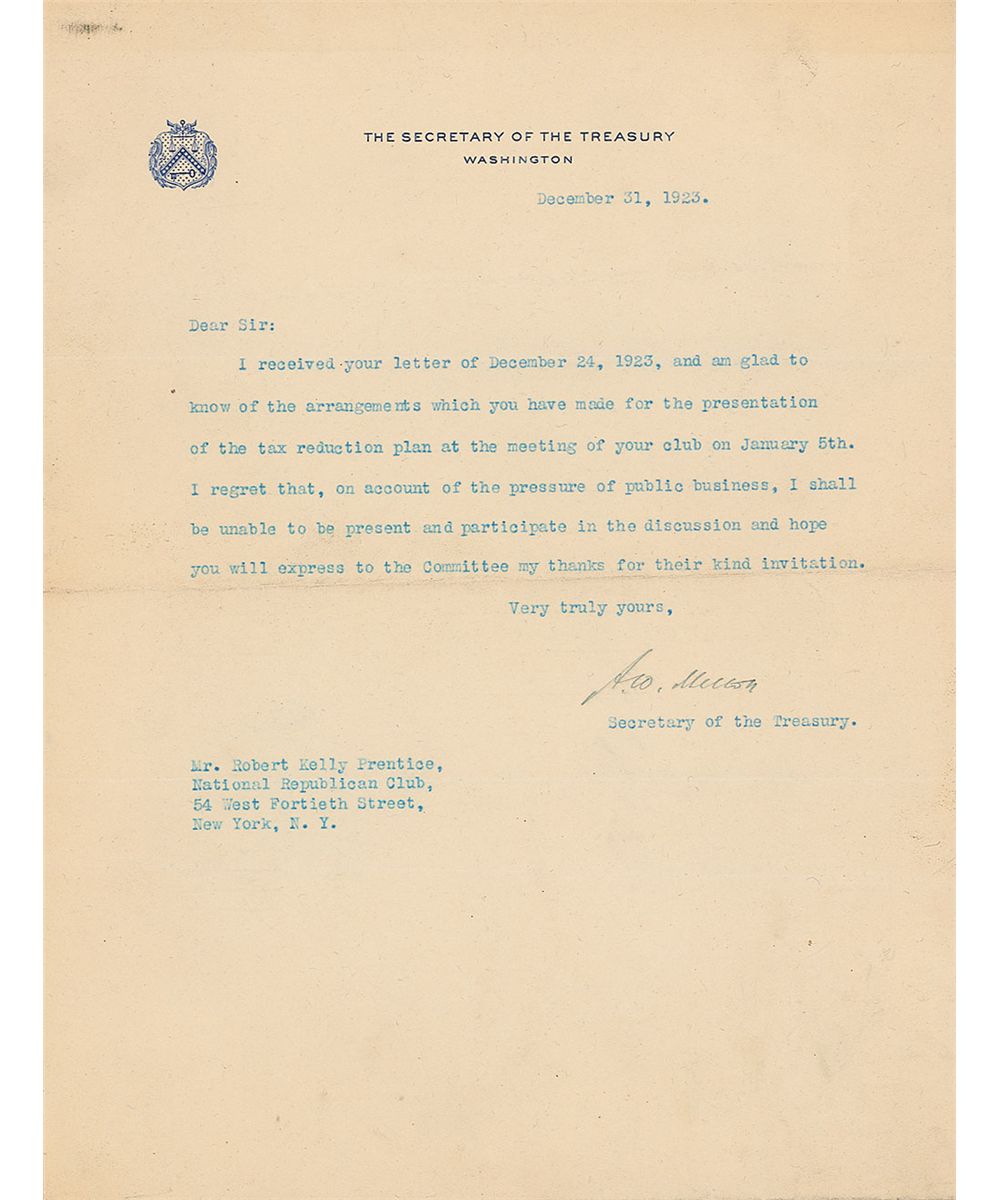 THE SECRETARY OF THE TREASURY
WASHINGTON
December 31, 1923.
Dear Sir:
I received your letter of December 24, 1923, and am glad to
know of the arrangements which you have made for the presentation
of the tax reduction plan at the meeting of your club on January 5th.
I regret that, on account of the pressure of public business, I shall
be unable to be present and participate in the discussion and hope
you will express to the Committee my thanks for their kind invitation.
Very truly yours,
A.W. Mellon
Secretary of the Treasury.
Mr. Robert Kelly Prentice,
National Republican Club,
54 West Fortieth Street,
New York, N. Y.